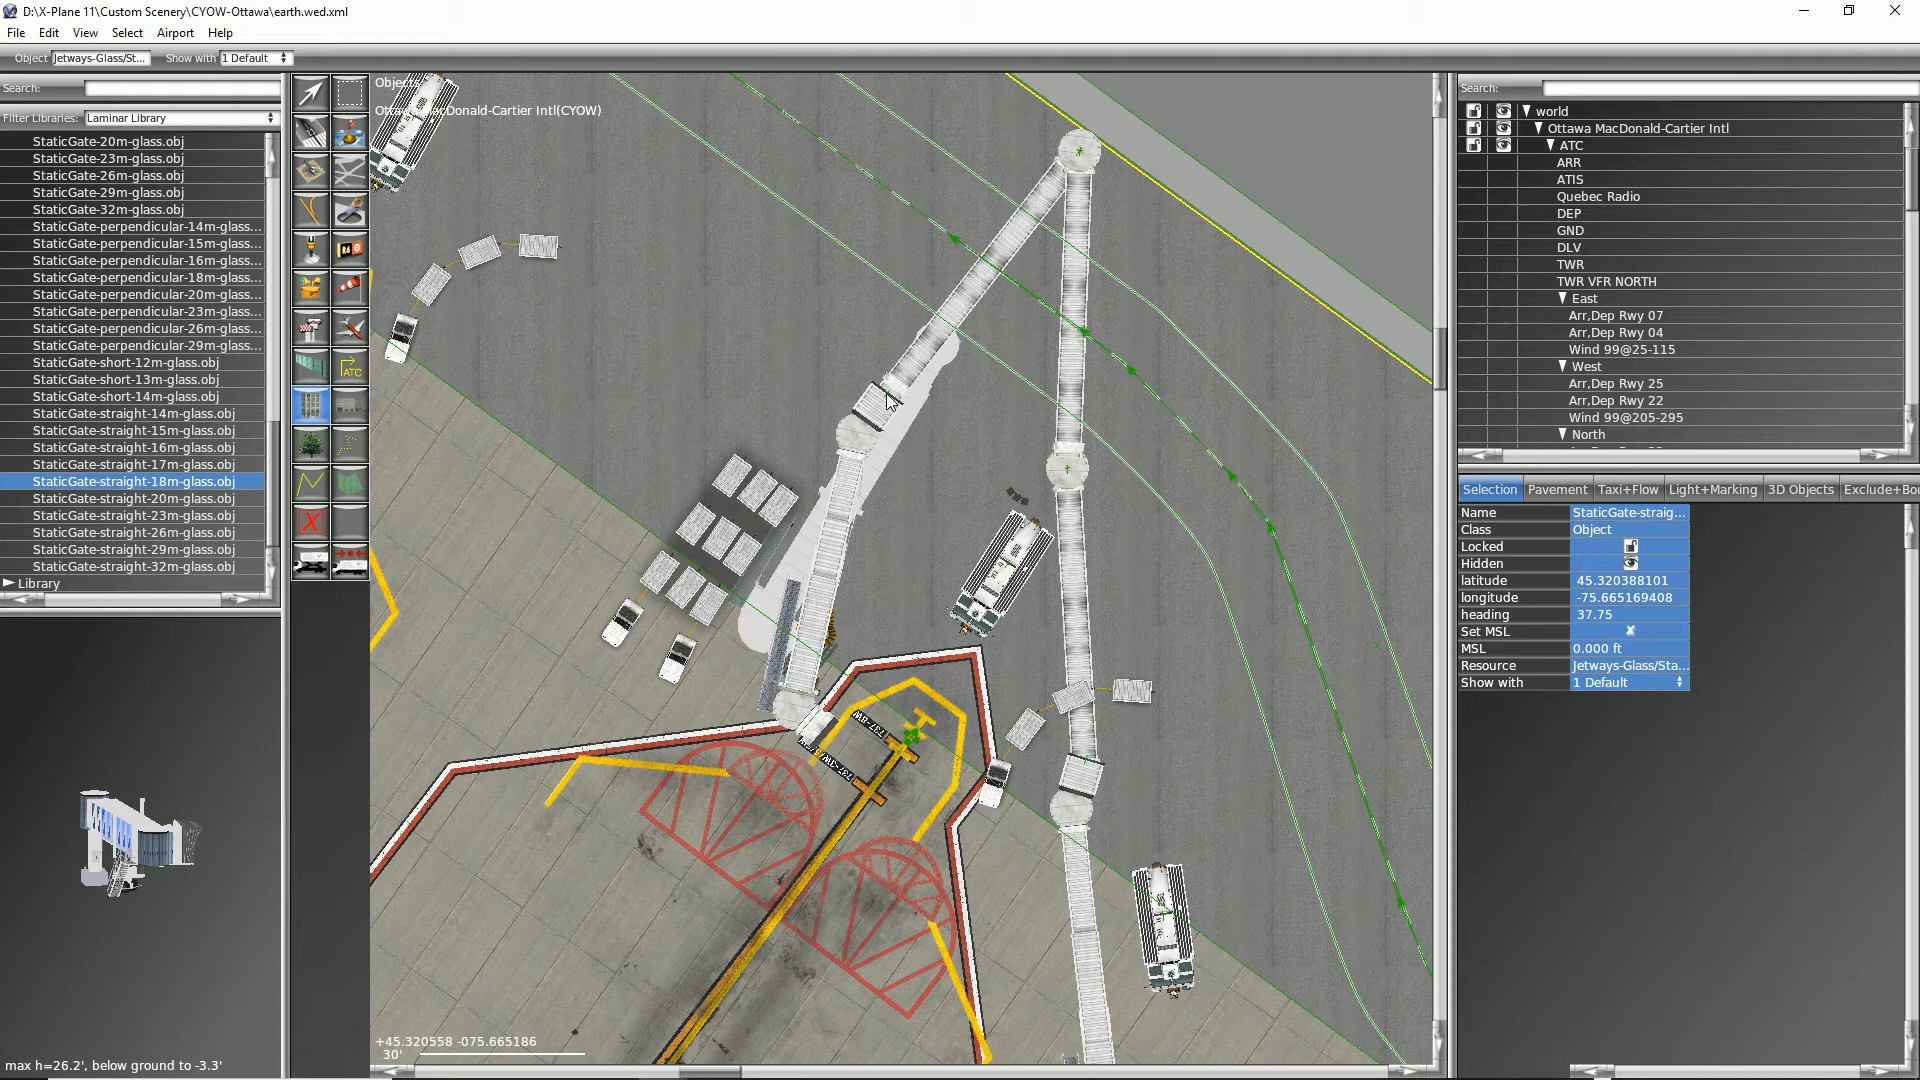 D:\X-Plane 11\Custom Scenery\CYOW-Ottawa\earth.wed.xml
File Edit View Select Airport Help
Object Jetways-Glass/St... Show with 1 Default
Search:
Filter Libraries: Laminar Library
StaticGate-20m-glass.obj
StaticGate-23m-glass.obj
StaticGate-26m-glass.obj
StaticGate-29m-glass.obj
StaticGate-32m-glass.obj
StaticGate-perpendicular-14m-glass...
StaticGate-perpendicular-15m-glass...
StaticGate-perpendicular-16m-glass...
StaticGate-perpendicular-18m-glass...
StaticGate-perpendicular-20m-glass...
StaticGate-perpendicular-23m-glass...
StaticGate-perpendicular-26m-glass...
StaticGate-perpendicular-29m-glass...
StaticGate-short-12m-glass.obj
StaticGate-short-13m-glass.obj
StaticGate-short-14m-glass.obj
StaticGate-straight-14m-glass.obj
StaticGate-straight-15m-glass.obj
StaticGate-straight-16m-glass.obj
StaticGate-straight-17m-glass.obj
StaticGate-straight-18m-glass.obj
StaticGate-straight-20m-glass.obj
StaticGate-straight-23m-glass.obj
StaticGate-straight-26m-glass.obj
StaticGate-straight-29m-glass.obj
StaticGate-straight-32m-glass.obj
Library
max h=26.2', below ground to -3.3'
ATC
Objects
Ottawa MacDonald-Cartier Intl(CYOW)
+45.320558 -075.665186
30'
Search:
world
Ottawa MacDonald-Cartier Intl
ATC
ARR
ATIS
Quebec Radio
DEP
GND
DLV
TWR
TWR VFR NORTH
East
Arr,Dep Rwy 07
Arr,Dep Rwy 04
Wind 99@25-115
West
Arr,Dep Rwy 25
Arr,Dep Rwy 22
Wind 99@205-295
North
Selection Pavement Taxi+Flow Light+Marking 3D Objects Exclude+Bou
Name StaticGate-straig...
Class Object
Locked
Hidden
latitude 45.320388101
longitude -75.665169408
heading 37.75
Set MSL
MSL 0.000 ft
Resource Jetways-Glass/Sta...
Show with 1 Default